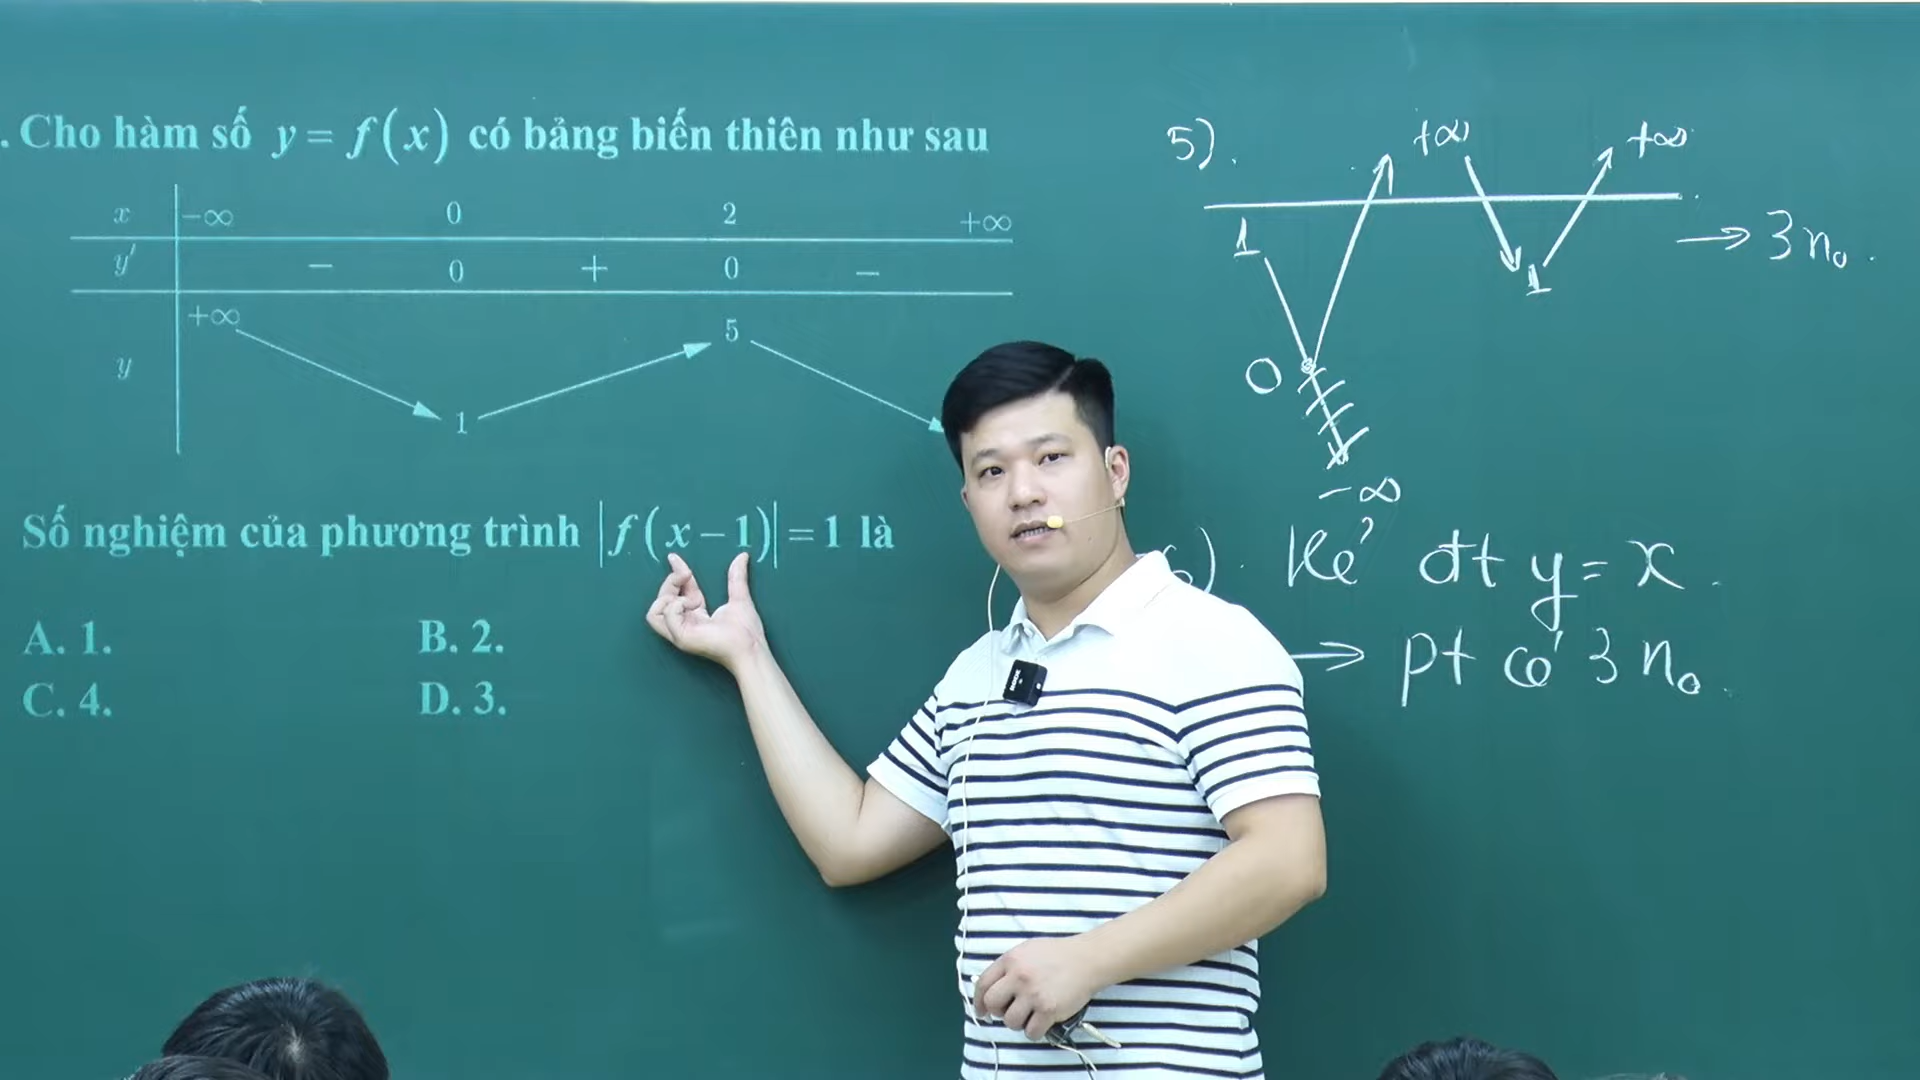 . Cho hàm số y = f(x) có bảng biến thiên như sau
x −∞ 0 2 +∞
y' − 0 + 0 −
+∞ 5
y
1
Số nghiệm của phương trình |f(x−1)| = 1 là
A. 1. B. 2.
C. 4. D. 3.
5). +∞ +∞
1
→ 3 n₀.
1
0
−∞
). Kẻ đt y = x.
→ pt có 3 n₀.